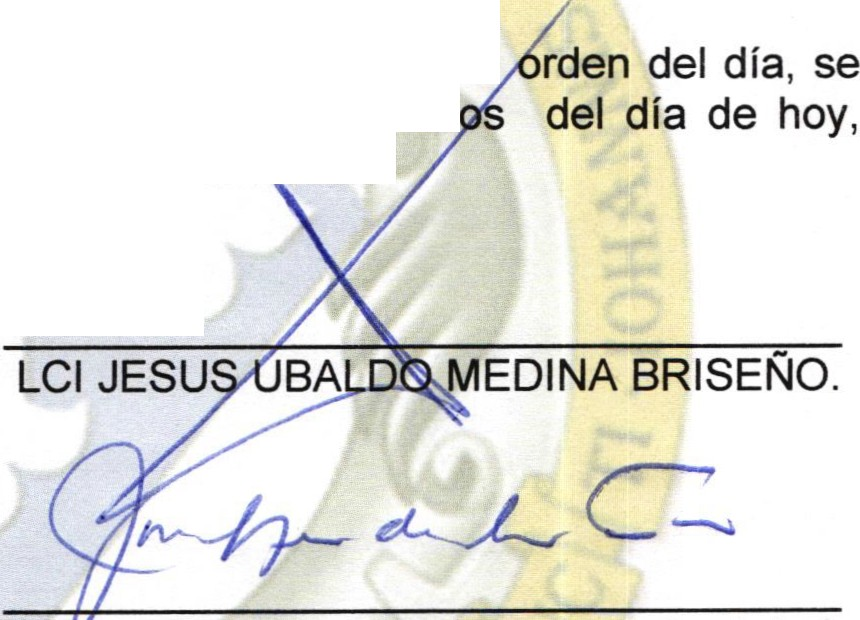 orden del día, se
os del día de hoy,
LCI JESUS UBALDO MEDINA BRISEÑO.